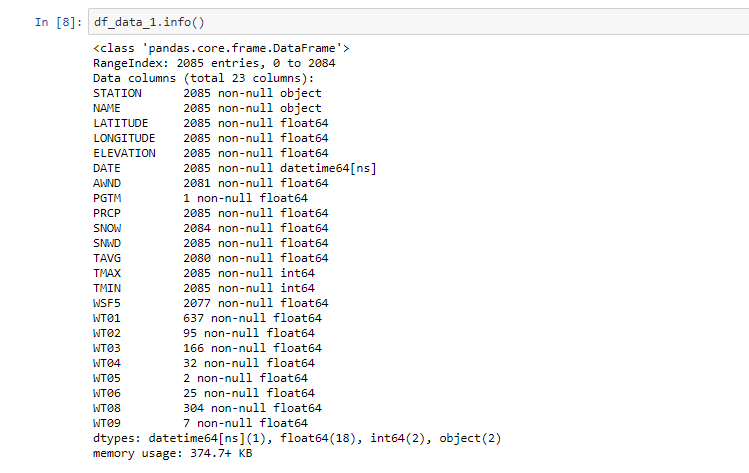 In [8]: df_data_1.info()
<class 'pandas.core.frame.DataFrame'>
RangeIndex: 2085 entries, 0 to 2084
Data columns (total 23 columns):
STATION      2085 non-null object
NAME         2085 non-null object
LATITUDE     2085 non-null float64
LONGITUDE    2085 non-null float64
ELEVATION    2085 non-null float64
DATE         2085 non-null datetime64[ns]
AWND         2081 non-null float64
PGTM         1 non-null float64
PRCP         2085 non-null float64
SNOW         2084 non-null float64
SNWD         2085 non-null float64
TAVG         2080 non-null float64
TMAX         2085 non-null int64
TMIN         2085 non-null int64
WSF5         2077 non-null float64
WT01         637 non-null float64
WT02         95 non-null float64
WT03         166 non-null float64
WT04         32 non-null float64
WT05         2 non-null float64
WT06         25 non-null float64
WT08         304 non-null float64
WT09         7 non-null float64
dtypes: datetime64[ns](1), float64(18), int64(2), object(2)
memory usage: 374.7+ KB